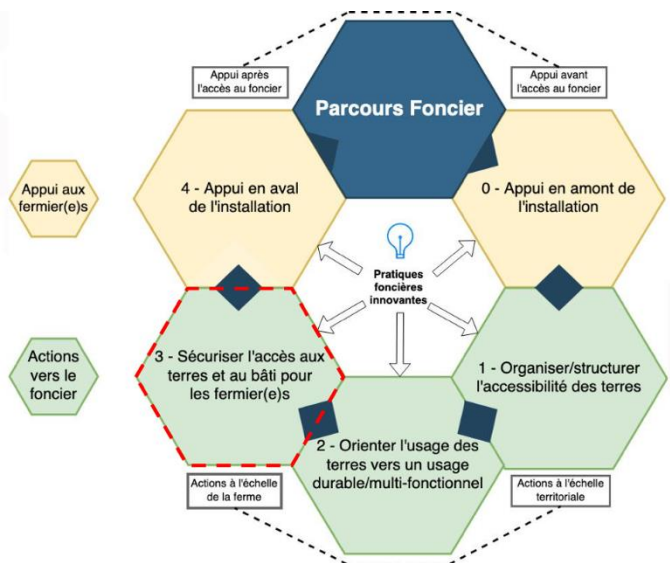 Appui après
l'accès au foncier
Parcours Foncier
Appui avant
l'accès au foncier
Appui aux
fermier(e)s
4 - Appui en aval
de l'installation
0 - Appui en amont de
l'installation
Pratiques
foncières
innovantes
Actions
vers le
foncier
3 - Sécuriser l'accès aux
terres et au bâti pour
les fermier(e)s
1 - Organiser/structurer
l'accessibilité des terres
2 - Orienter l'usage des
terres vers un usage
durable/multi-fonctionnel
Actions à l'échelle
de la ferme
Actions à l'échelle
territoriale